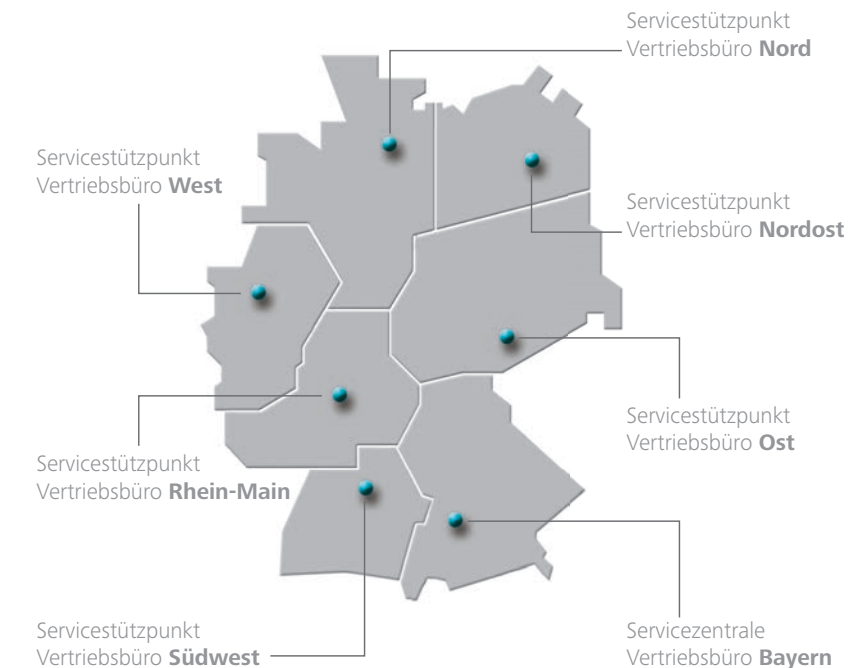 Servicestützpunkt
Vertriebsbüro Nord
Servicestützpunkt
Vertriebsbüro West
Servicestützpunkt
Vertriebsbüro Nordost
Servicestützpunkt
Vertriebsbüro Ost
Servicestützpunkt
Vertriebsbüro Rhein-Main
Servicestützpunkt
Vertriebsbüro Südwest
Servicezentrale
Vertriebsbüro Bayern